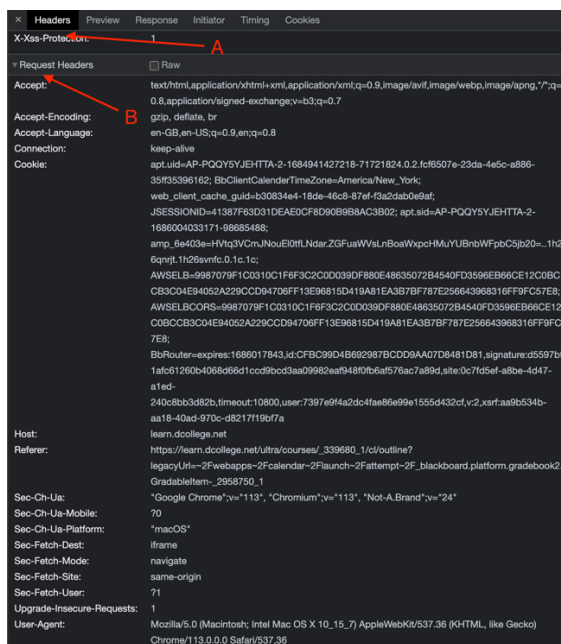 × Headers Preview Response Initiator Timing Cookies
X-Xss-Protection: 1
A
▼ Request Headers Raw
B
Accept: text/html,application/xhtml+xml,application/xml;q=0.9,image/avif,image/webp,image/apng,*/*;q=
0.8,application/signed-exchange;v=b3;q=0.7
Accept-Encoding: gzip, deflate, br
Accept-Language: en-GB,en-US;q=0.9,en;q=0.8
Connection: keep-alive
Cookie: apt.uid=AP-PQQY5YJEHTTA-2-1684941427218-71721824.0.2.fcf6507e-23da-4e5c-a886-
35ff35396162; BbClientCalenderTimeZone=America/New_York;
web_client_cache_guid=b30834e4-18de-46c8-87ef-f3a2dab0e9af;
JSESSIONID=41387F63D31DEAE0CF8D90B9B8AC3B02; apt.sid=AP-PQQY5YJEHTTA-2-
1686004033171-98685488;
amp_6e403e=HVtq3VCmJNouEl0tfLNdar.ZGFuaWVsLnBoaWxpcHMuYUBnbWFpbC5jb20=..1h2
6qnrjt.1h26svnfc.0.1c.1c;
AWSELB=9987079F1C0310C1F6F3C2C0D039DF880E48635072B4540FD3596EB66CE12C0BC
CB3C04E94052A229CCD94706FF13E96815D419A81EA3B7BF787E256643968316FF9FC57E8;
AWSELBCORS=9987079F1C0310C1F6F3C2C0D039DF880E48635072B4540FD3596EB66CE12
C0BCCB3C04E94052A229CCD94706FF13E96815D419A81EA3B7BF787E256643968316FF9FC5
7E8;
BbRouter=expires:1686017843,id:CFBC99D4B692987BCDD9AA07D8481D81,signature:d5597bf
1afc61260b4068d66d1ccd9bcd3aa09982eaf948f0fb6af576ac7a89d,site:0c7fd5ef-a8be-4d47-
a1ed-
240c8bb3d82b,timeout:10800,user:7397e9f4a2dc4fae86e99e1555d432cf,v:2,xsrf:aa9b534b-
aa18-40ad-970c-d8217f19bf7a
Host: learn.dcollege.net
Referer: https://learn.dcollege.net/ultra/courses/_339680_1/cl/outline?
legacyUrl=~2Fwebapps~2Fcalendar~2Flaunch~2Fattempt~2F_blackboard.platform.gradebook2.
GradableItem-_2958750_1
Sec-Ch-Ua: "Google Chrome";v="113", "Chromium";v="113", "Not-A.Brand";v="24"
Sec-Ch-Ua-Mobile: ?0
Sec-Ch-Ua-Platform: "macOS"
Sec-Fetch-Dest: iframe
Sec-Fetch-Mode: navigate
Sec-Fetch-Site: same-origin
Sec-Fetch-User: ?1
Upgrade-Insecure-Requests: 1
User-Agent: Mozilla/5.0 (Macintosh; Intel Mac OS X 10_15_7) AppleWebKit/537.36 (KHTML, like Gecko)
Chrome/113.0.0.0 Safari/537.36